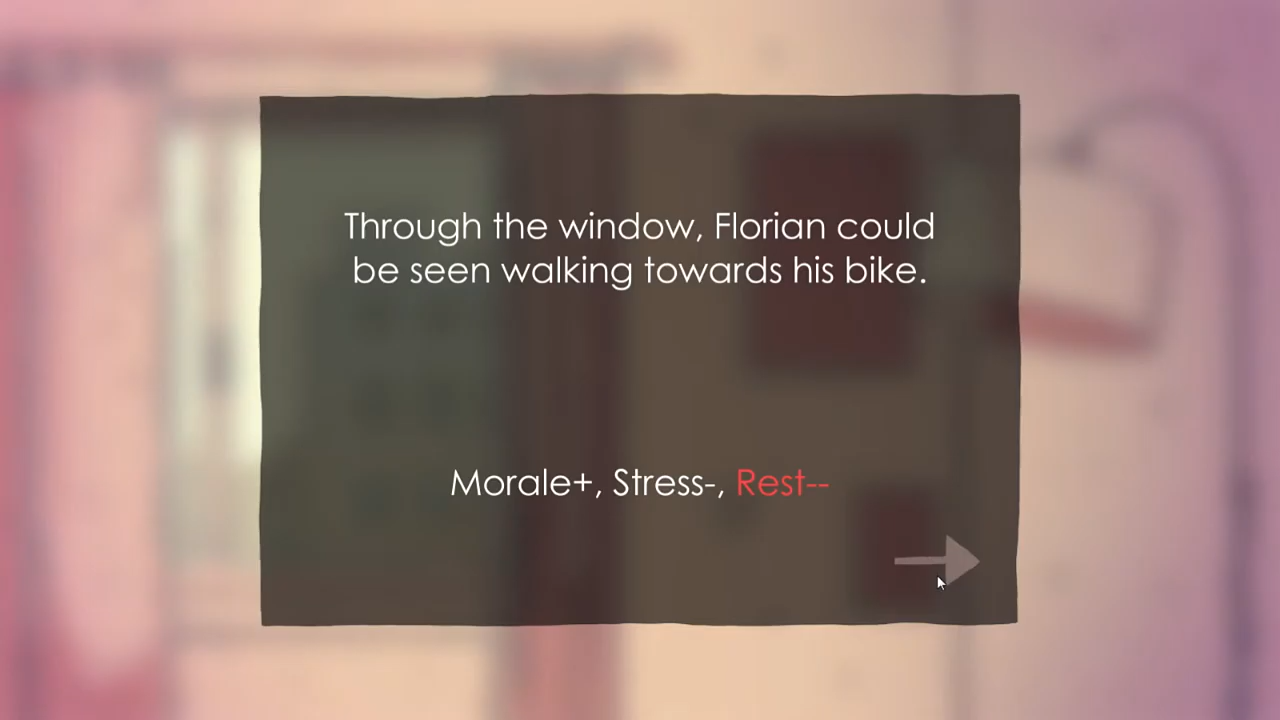 Through the window, Florian could
be seen walking towards his bike.
Morale+, Stress-, Rest--